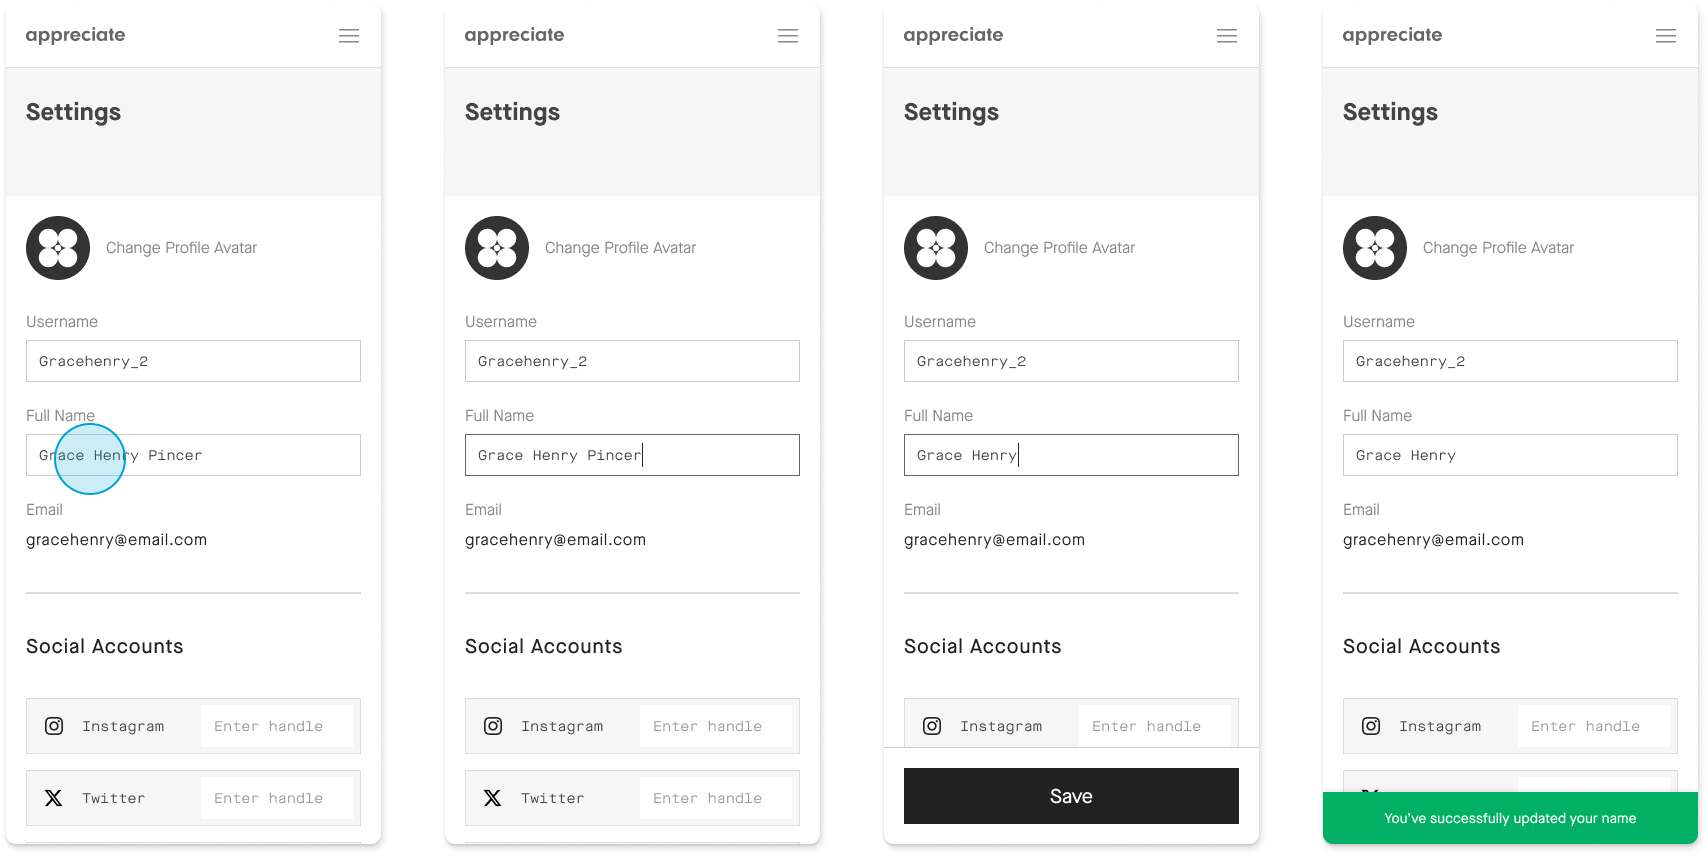 appreciate
Settings
Change Profile Avatar
Username
Gracehenry_2
Full Name
Grace Henry Pincer
Email
gracehenry@email.com
Social Accounts
Instagram Enter handle
Twitter Enter handle
appreciate
Settings
Change Profile Avatar
Username
Gracehenry_2
Full Name
Grace Henry Pincer
Email
gracehenry@email.com
Social Accounts
Instagram Enter handle
Twitter Enter handle
appreciate
Settings
Change Profile Avatar
Username
Gracehenry_2
Full Name
Grace Henry
Email
gracehenry@email.com
Social Accounts
Instagram Enter handle
Save
appreciate
Settings
Change Profile Avatar
Username
Gracehenry_2
Full Name
Grace Henry
Email
gracehenry@email.com
Social Accounts
Instagram Enter handle
You've successfully updated your name